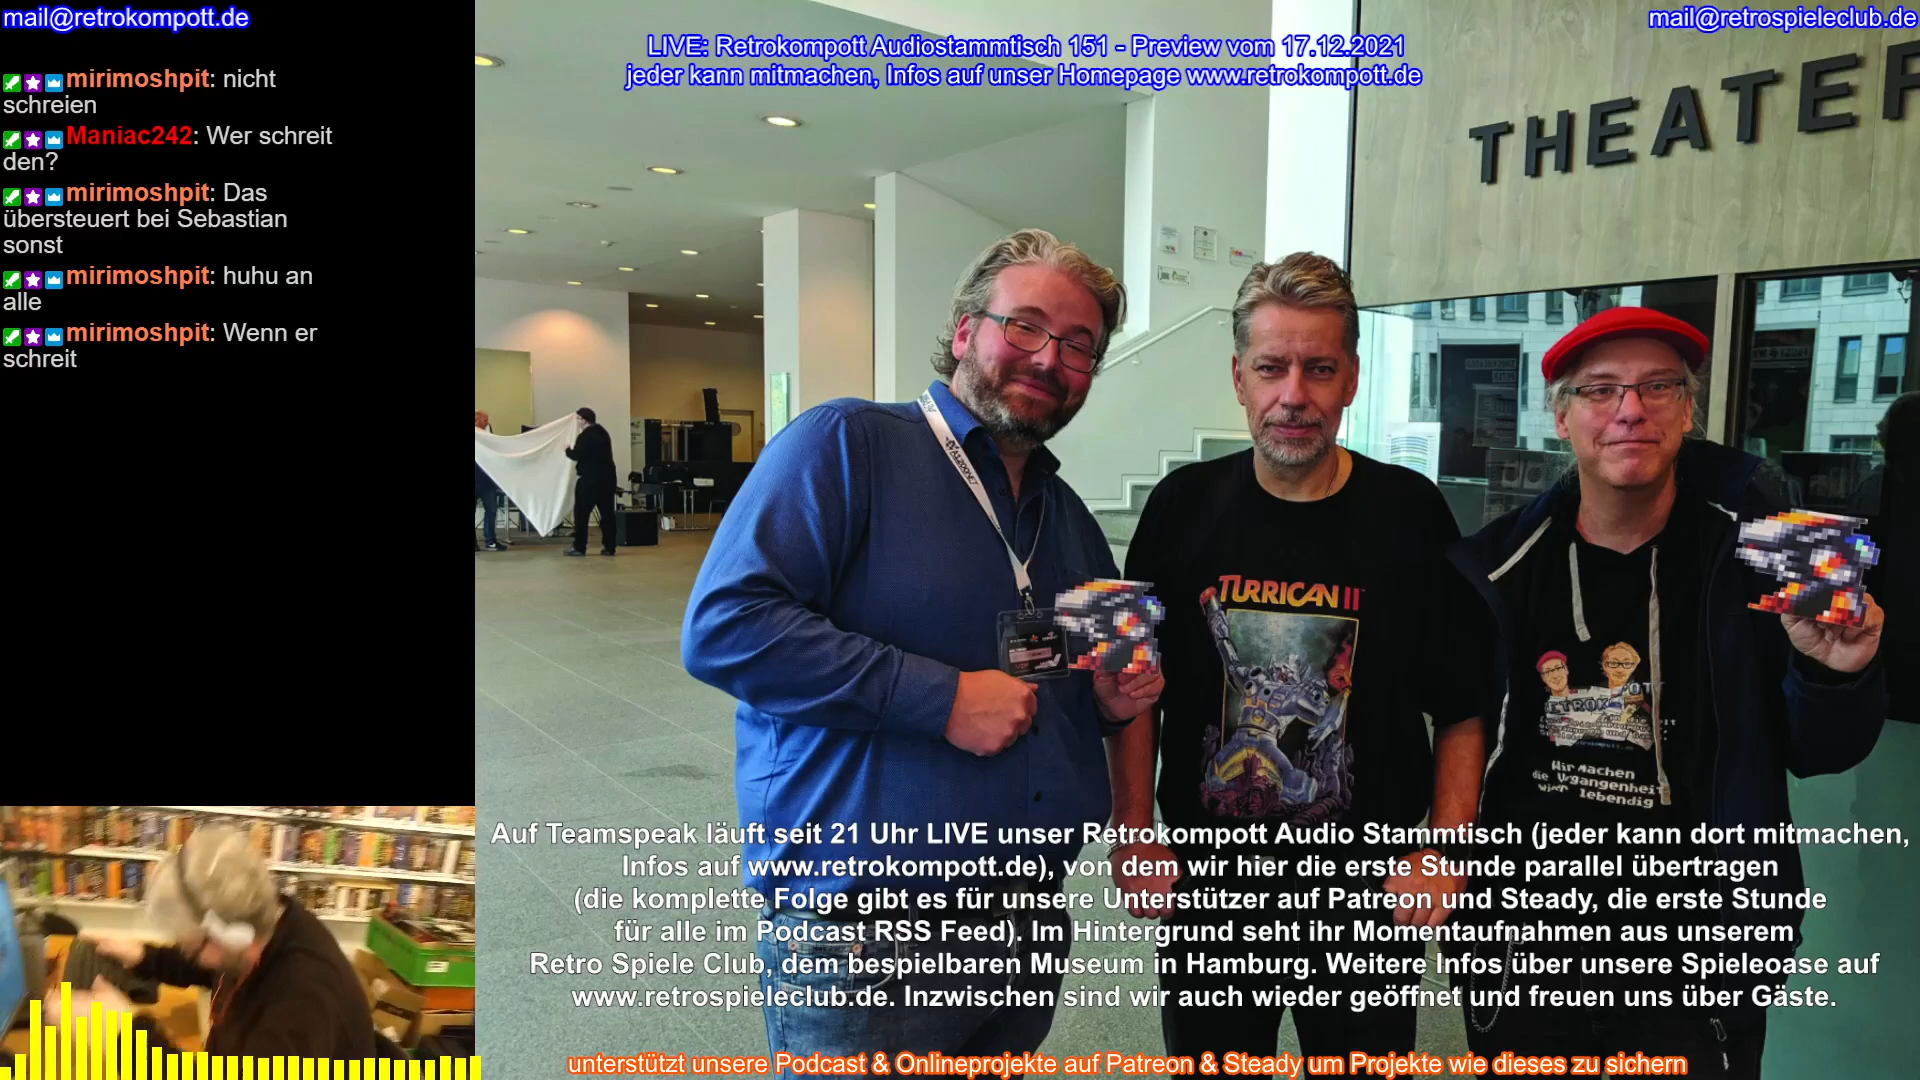 mail@retrokompott.de
mail@retrospieleclub.de
LIVE: Retrokompott Audiostammtisch 151 - Preview vom 17.12.2021
jeder kann mitmachen, Infos auf unser Homepage www.retrokompott.de
mirimoshpit: nicht
schreien
Maniac242: Wer schreit
den?
mirimoshpit: Das
übersteuert bei Sebastian
sonst
mirimoshpit: huhu an
alle
mirimoshpit: Wenn er
schreit
THEATER
TURRICAN II
Wir machen
die Vergangenheit
wieder lebendig
Auf Teamspeak läuft seit 21 Uhr LIVE unser Retrokompott Audio Stammtisch (jeder kann dort mitmachen,
Infos auf www.retrokompott.de), von dem wir hier die erste Stunde parallel übertragen
(die komplette Folge gibt es für unsere Unterstützer auf Patreon und Steady, die erste Stunde
für alle im Podcast RSS Feed). Im Hintergrund seht ihr Momentaufnahmen aus unserem
Retro Spiele Club, dem bespielbaren Museum in Hamburg. Weitere Infos über unsere Spieleoase auf
www.retrospieleclub.de. Inzwischen sind wir auch wieder geöffnet und freuen uns über Gäste.
unterstützt unsere Podcast & Onlineprojekte auf Patreon & Steady um Projekte wie dieses zu sichern